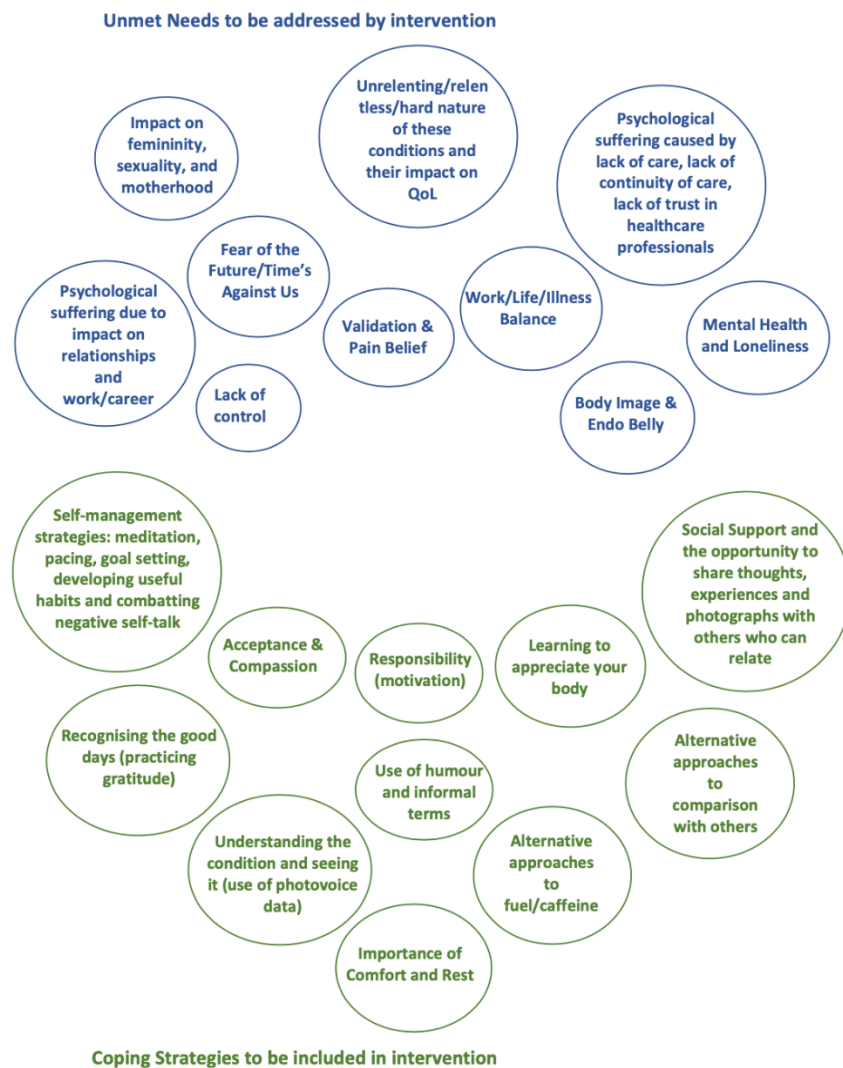 Unmet Needs to be addressed by intervention
Impact on
femininity,
sexuality, and
motherhood
Unrelenting/relen
tless/hard nature
of these
conditions and
their impact on
QoL
Psychological
suffering caused by
lack of care, lack of
continuity of care,
lack of trust in
healthcare
professionals
Psychological
suffering due to
impact on
relationships
and
work/career
Fear of the
Future/Time's
Against Us
Lack of
control
Validation &
Pain Belief
Work/Life/Illness
Balance
Body Image &
Endo Belly
Mental Health
and Loneliness
Self-management
strategies: meditation,
pacing, goal setting,
developing useful
habits and combatting
negative self-talk
Acceptance &
Compassion
Responsibility
(motivation)
Learning to
appreciate your
body
Social Support and
the opportunity to
share thoughts,
experiences and
photographs with
others who can
relate
Recognising the good
days (practicing
gratitude)
Use of humour
and informal
terms
Alternative
approaches
to
comparison
with others
Understanding the
condition and seeing
it (use of photovoice
data)
Alternative
approaches
to
fuel/caffeine
Importance of
Comfort and Rest
Coping Strategies to be included in intervention